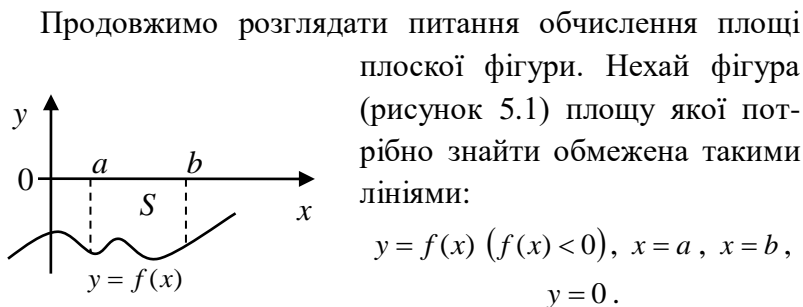 Продовжимо розглядати питання обчислення площі
плоскої фігури. Нехай фігура
(рисунок 5.1) площу якої пот-
рібно знайти обмежена такими
лініями:
y = f(x) (f(x) < 0), x = a , x = b ,
y = 0 .
y
0
a
b
S
x
y = f(x)